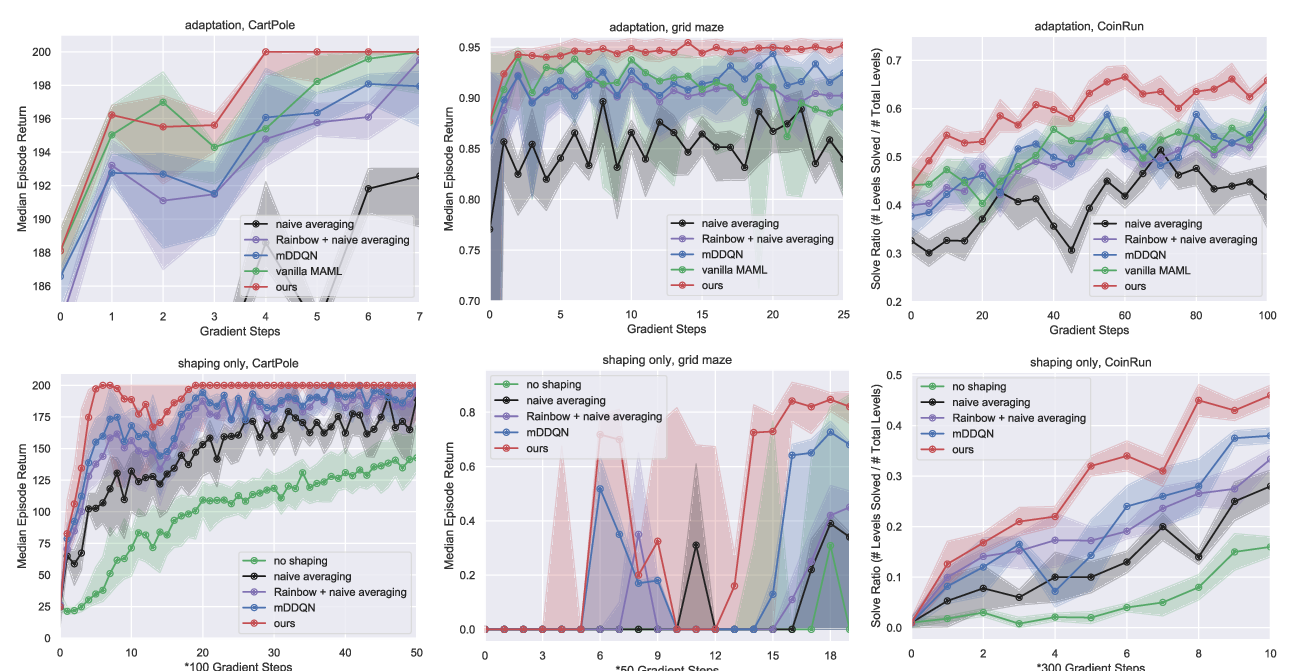 adaptation, CartPole
200
198
196
194
192
190
188
186
Median Episode Return
naive averaging
Rainbow + naive averaging
mDDQN
vanilla MAML
ours
0 1 2 3 4 5 6 7
Gradient Steps
adaptation, grid maze
0.95
0.90
0.85
0.80
0.75
0.70
Median Episode Return
naive averaging
Rainbow + naive averaging
mDDQN
vanilla MAML
ours
0 5 10 15 20 25
Gradient Steps
adaptation, CoinRun
0.7
0.6
0.5
0.4
0.3
0.2
Solve Ratio (# Levels Solved / # Total Levels)
naive averaging
Rainbow + naive averaging
mDDQN
vanilla MAML
ours
0 20 40 60 80 100
Gradient Steps
shaping only, CartPole
200
175
150
125
100
75
50
25
0
Median Episode Return
no shaping
naive averaging
Rainbow + naive averaging
mDDQN
ours
0 10 20 30 40 50
*100 Gradient Steps
shaping only, grid maze
0.8
0.6
0.4
0.2
0.0
Median Episode Return
no shaping
naive averaging
Rainbow + naive averaging
mDDQN
ours
0 3 6 9 12 15 18
*50 Gradient Steps
shaping only, CoinRun
0.5
0.4
0.3
0.2
0.1
0.0
Solve Ratio (# Levels Solved / # Total Levels)
no shaping
naive averaging
Rainbow + naive averaging
mDDQN
ours
0 2 4 6 8 10
*300 Gradient Steps